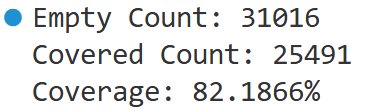 Empty Count: 31016
Covered Count: 25491
Coverage: 82.1866%